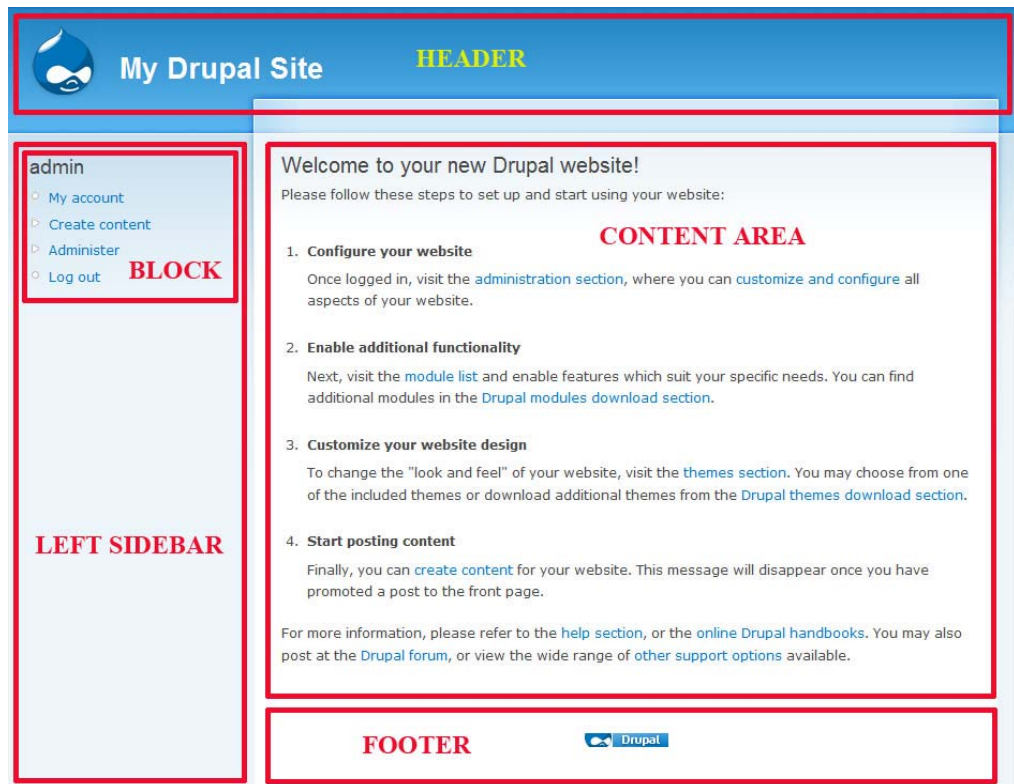 My Drupal Site
HEADER
admin
My account
Create content
Administer
Log out
BLOCK
LEFT SIDEBAR
Welcome to your new Drupal website!
Please follow these steps to set up and start using your website:
CONTENT AREA
1. Configure your website
Once logged in, visit the administration section, where you can customize and configure all
aspects of your website.
2. Enable additional functionality
Next, visit the module list and enable features which suit your specific needs. You can find
additional modules in the Drupal modules download section.
3. Customize your website design
To change the "look and feel" of your website, visit the themes section. You may choose from one
of the included themes or download additional themes from the Drupal themes download section.
4. Start posting content
Finally, you can create content for your website. This message will disappear once you have
promoted a post to the front page.
For more information, please refer to the help section, or the online Drupal handbooks. You may also
post at the Drupal forum, or view the wide range of other support options available.
FOOTER
Drupal